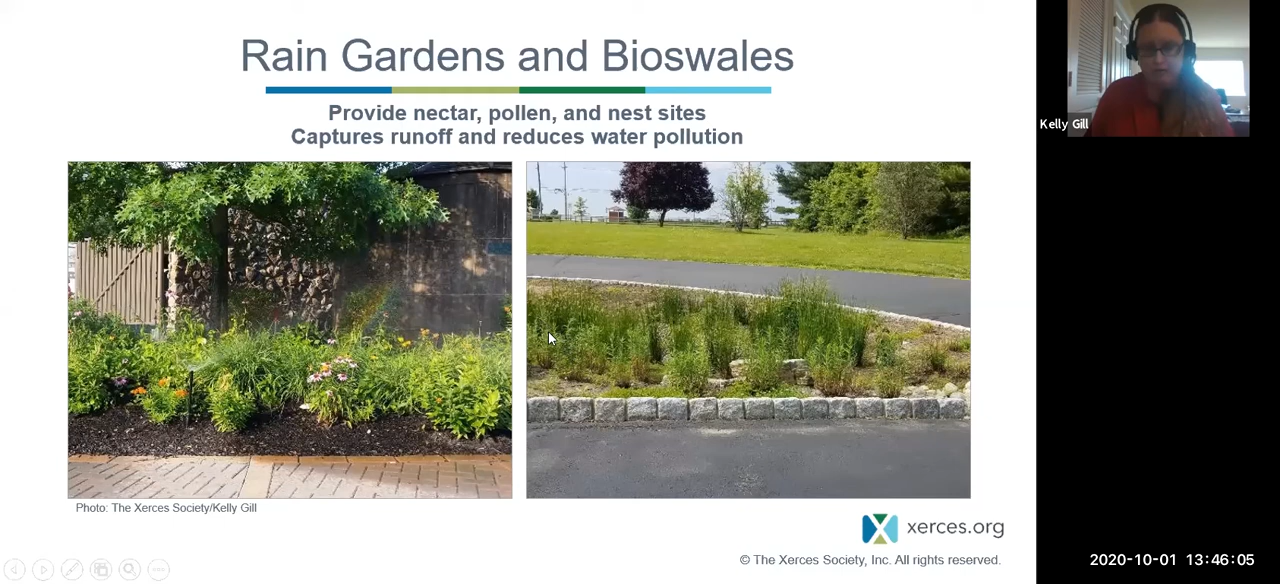 Rain Gardens and Bioswales
Provide nectar, pollen, and nest sites
Captures runoff and reduces water pollution
Kelly Gill
Photo: The Xerces Society/Kelly Gill
xerces.org
© The Xerces Society, Inc. All rights reserved.
2020-10-01 13:46:05